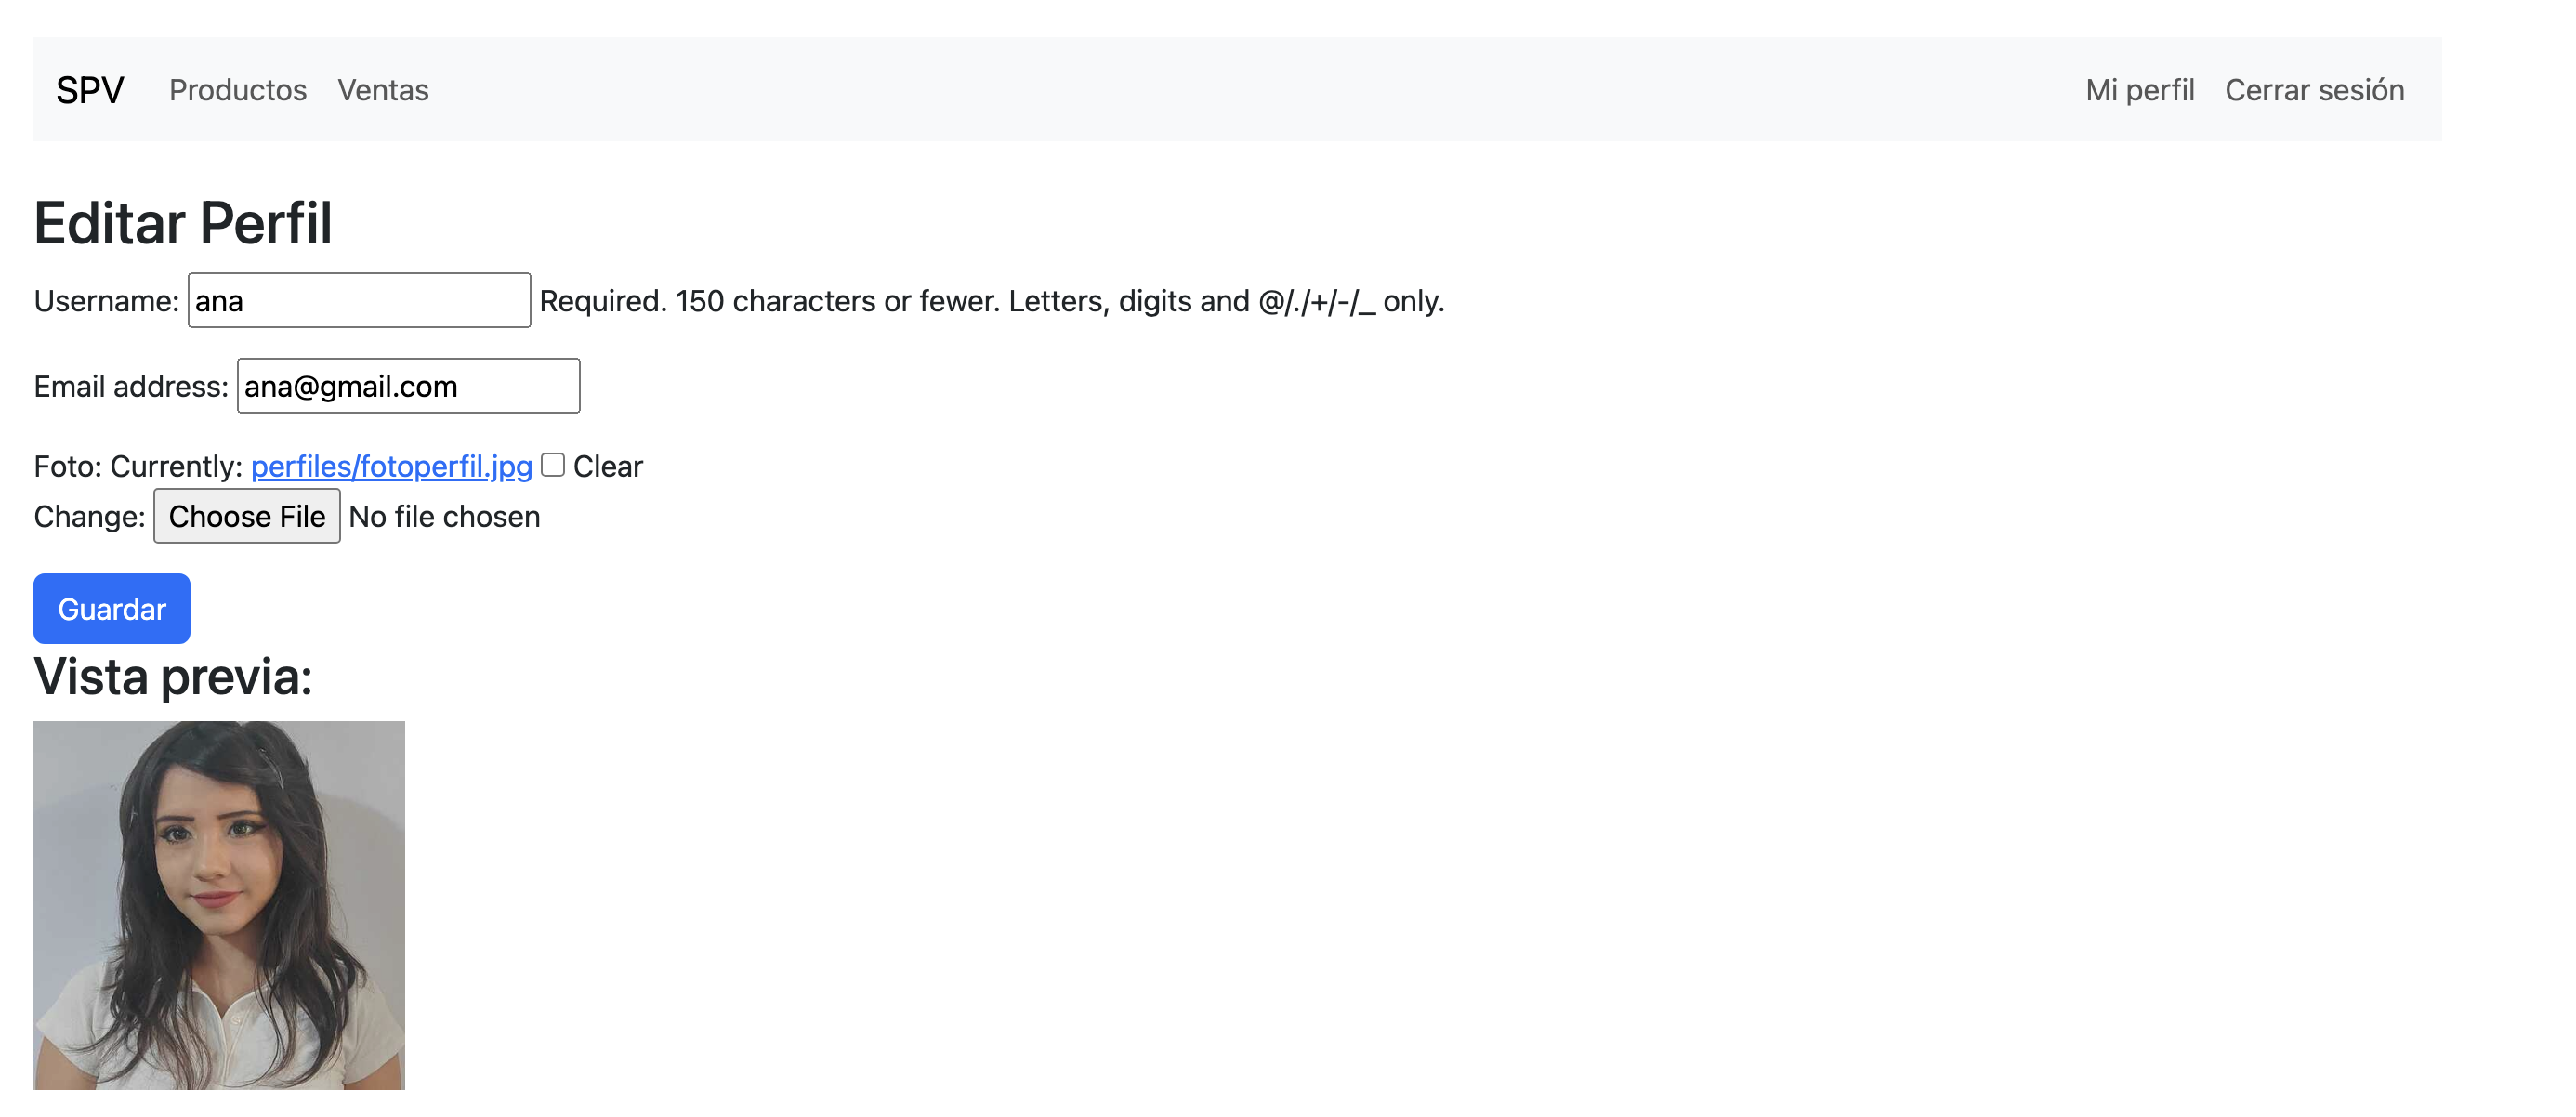 SPV Productos Ventas Mi perfil Cerrar sesión
Editar Perfil
Username: ana Required. 150 characters or fewer. Letters, digits and @/./+/-/_ only.
Email address: ana@gmail.com
Foto: Currently: perfiles/fotoperfil.jpg Clear
Change: Choose File No file chosen
Guardar
Vista previa: